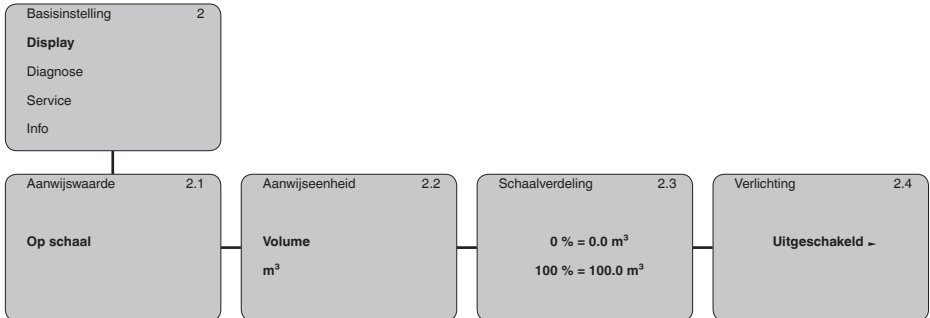 Basisinstelling 2
Display
Diagnose
Service
Info
Aanwijswaarde 2.1
Op schaal
Aanwijseenheid 2.2
Volume
m³
Schaalverdeling 2.3
0 % = 0.0 m³
100 % = 100.0 m³
Verlichting 2.4
Uitgeschakeld ►